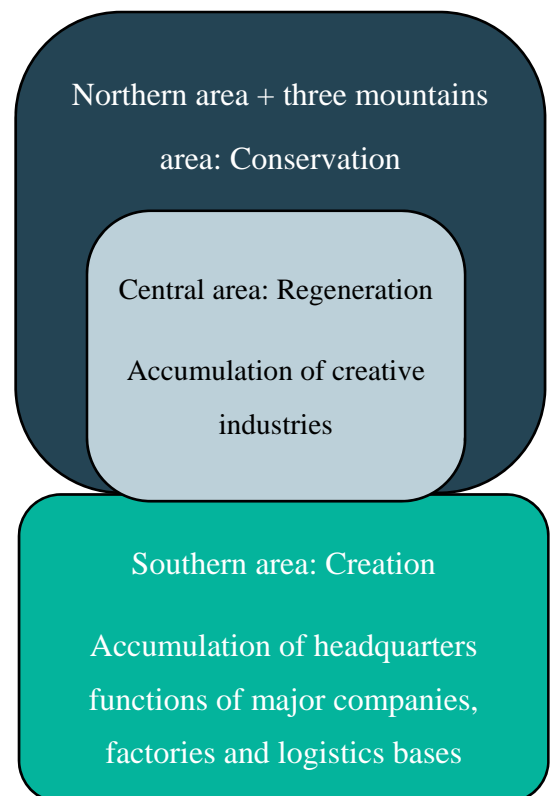 Northern area + three mountains
area: Conservation
Central area: Regeneration
Accumulation of creative
industries
Southern area: Creation
Accumulation of headquarters
functions of major companies,
factories and logistics bases